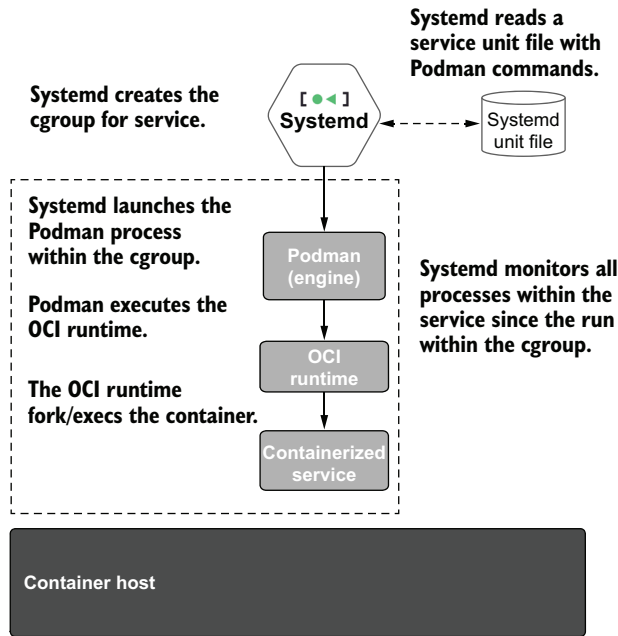 Systemd reads a
service unit file with
Podman commands.
Systemd creates the
cgroup for service.
[ ●◀ ]
Systemd
Systemd
unit file
Systemd launches the
Podman process
within the cgroup.
Podman
(engine)
Systemd monitors all
processes within the
service since the run
within the cgroup.
Podman executes the
OCI runtime.
OCI
runtime
The OCI runtime
fork/execs the container.
Containerized
service
Container host